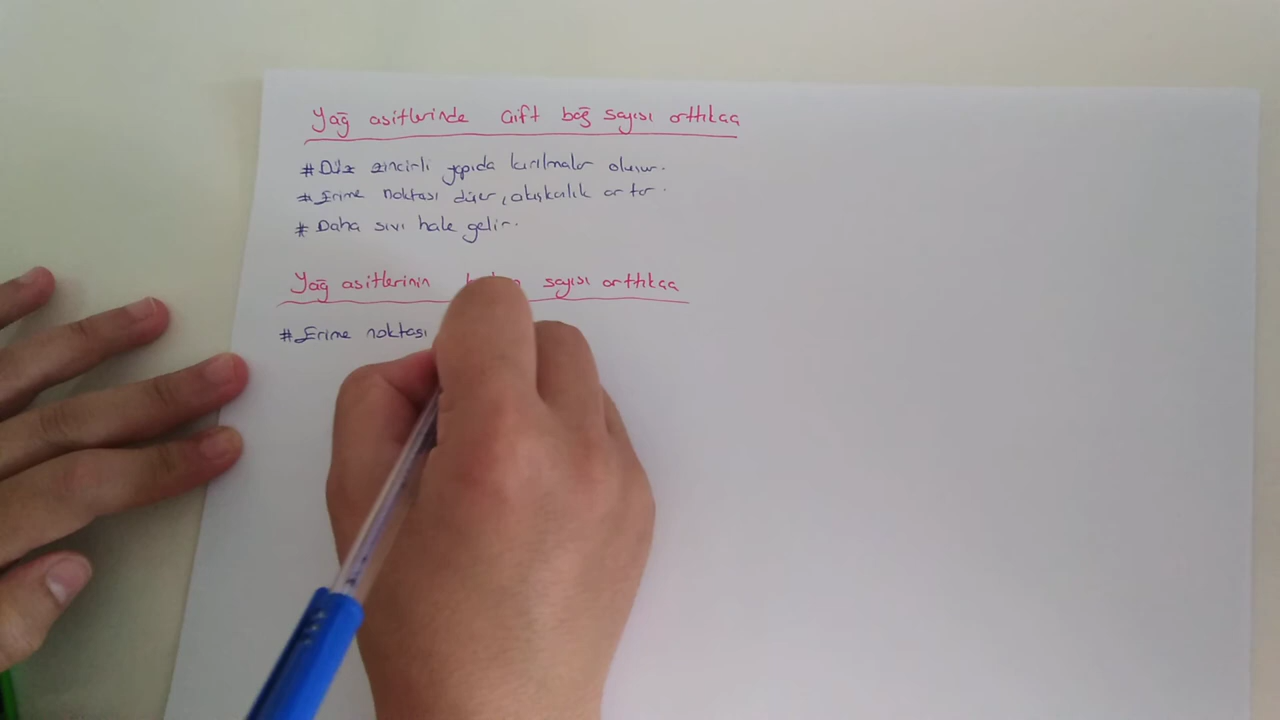 Yağ asitlerinde Çift bağ sayısı arttıkça
#Düz zincirli yapıda kırılmalar oluşur.
#Erime noktası düşer, akışkanlık artar.
#Daha sıvı hale gelir.
Yağ asitlerinin sayısı arttıkça
#Erime noktası